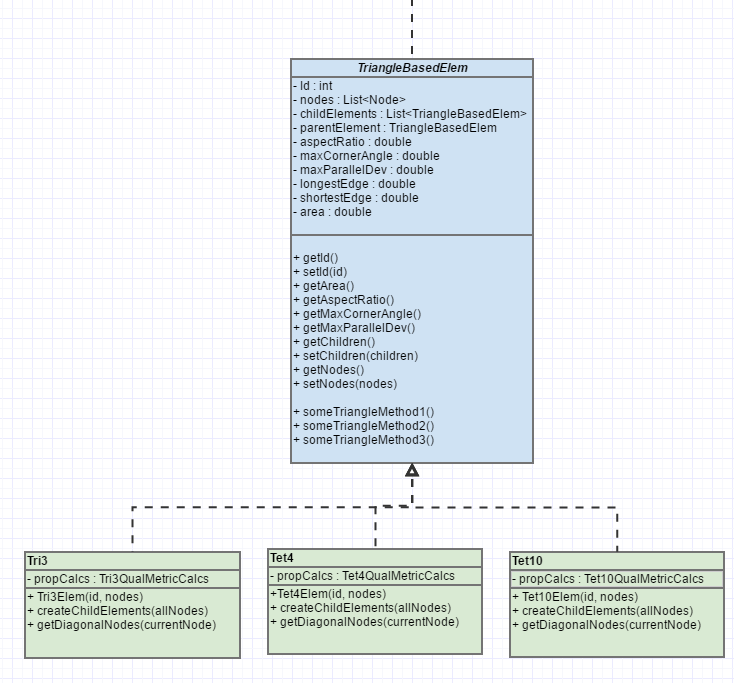 TriangleBasedElem
- Id : int
- nodes : List<Node>
- childElements : List<TriangleBasedElem>
- parentElement : TriangleBasedElem
- aspectRatio : double
- maxCornerAngle : double
- maxParallelDev : double
- longestEdge : double
- shortestEdge : double
- area : double
+ getId()
+ setId(id)
+ getArea()
+ getAspectRatio()
+ getMaxCornerAngle()
+ getMaxParallelDev()
+ getChildren()
+ setChildren(children)
+ getNodes()
+ setNodes(nodes)
+ someTriangleMethod1()
+ someTriangleMethod2()
+ someTriangleMethod3()
Tri3
- propCalcs : Tri3QualMetricCalcs
+ Tri3Elem(id, nodes)
+ createChildElements(allNodes)
+ getDiagonalNodes(currentNode)
Tet4
- propCalcs : Tet4QualMetricCalcs
+Tet4Elem(id, nodes)
+ createChildElements(allNodes)
+ getDiagonalNodes(currentNode)
Tet10
- propCalcs : Tet10QualMetricCalcs
+ Tet10Elem(id, nodes)
+ createChildElements(allNodes)
+ getDiagonalNodes(currentNode)